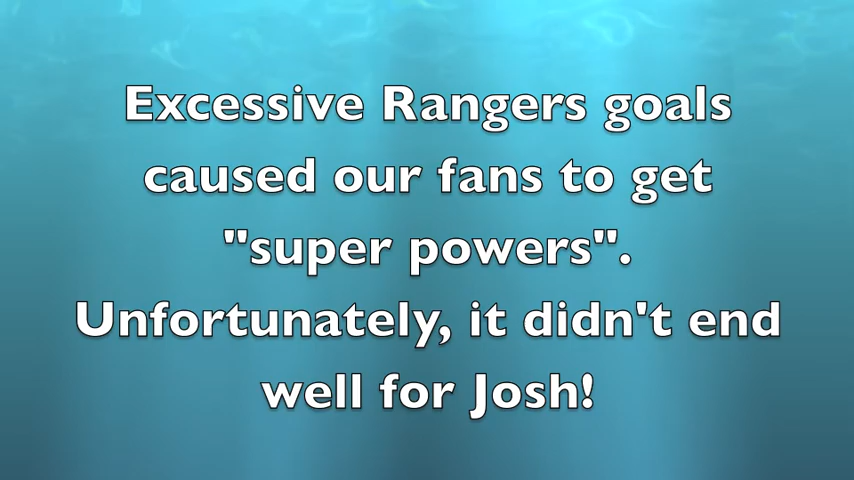 Excessive Rangers goals
caused our fans to get
"super powers".
Unfortunately, it didn't end
well for Josh!